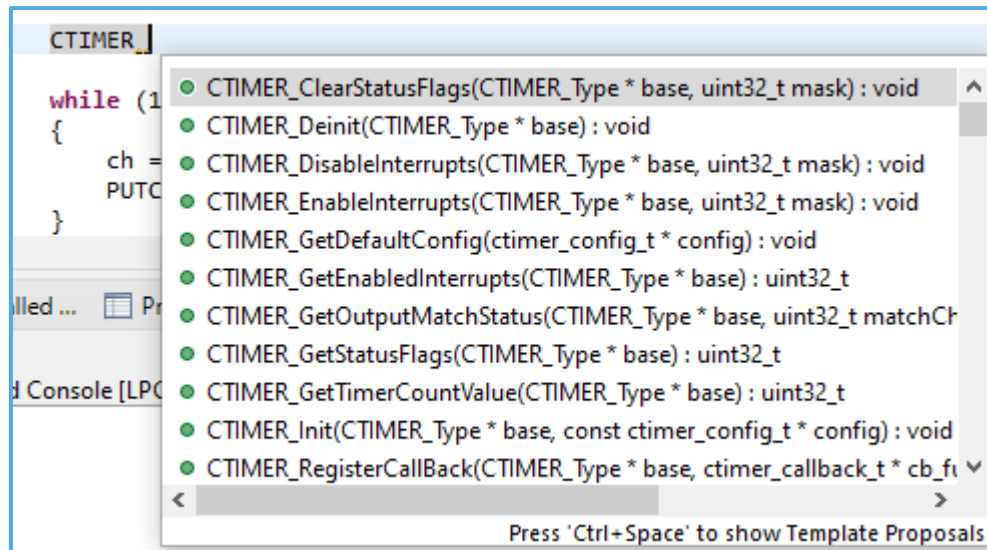 CTIMER_
CTIMER_ClearStatusFlags(CTIMER_Type * base, uint32_t mask) : void
while (1
CTIMER_Deinit(CTIMER_Type * base) : void
{
CTIMER_DisableInterrupts(CTIMER_Type * base, uint32_t mask) : void
ch =
CTIMER_EnableInterrupts(CTIMER_Type * base, uint32_t mask) : void
PUTC
}
CTIMER_GetDefaultConfig(ctimer_config_t * config) : void
CTIMER_GetEnabledInterrupts(CTIMER_Type * base) : uint32_t
lled ... Pr
CTIMER_GetOutputMatchStatus(CTIMER_Type * base, uint32_t matchCh
CTIMER_GetStatusFlags(CTIMER_Type * base) : uint32_t
d Console [LPC
CTIMER_GetTimerCountValue(CTIMER_Type * base) : uint32_t
CTIMER_Init(CTIMER_Type * base, const ctimer_config_t * config) : void
CTIMER_RegisterCallBack(CTIMER_Type * base, ctimer_callback_t * cb_fu
Press 'Ctrl+Space' to show Template Proposals